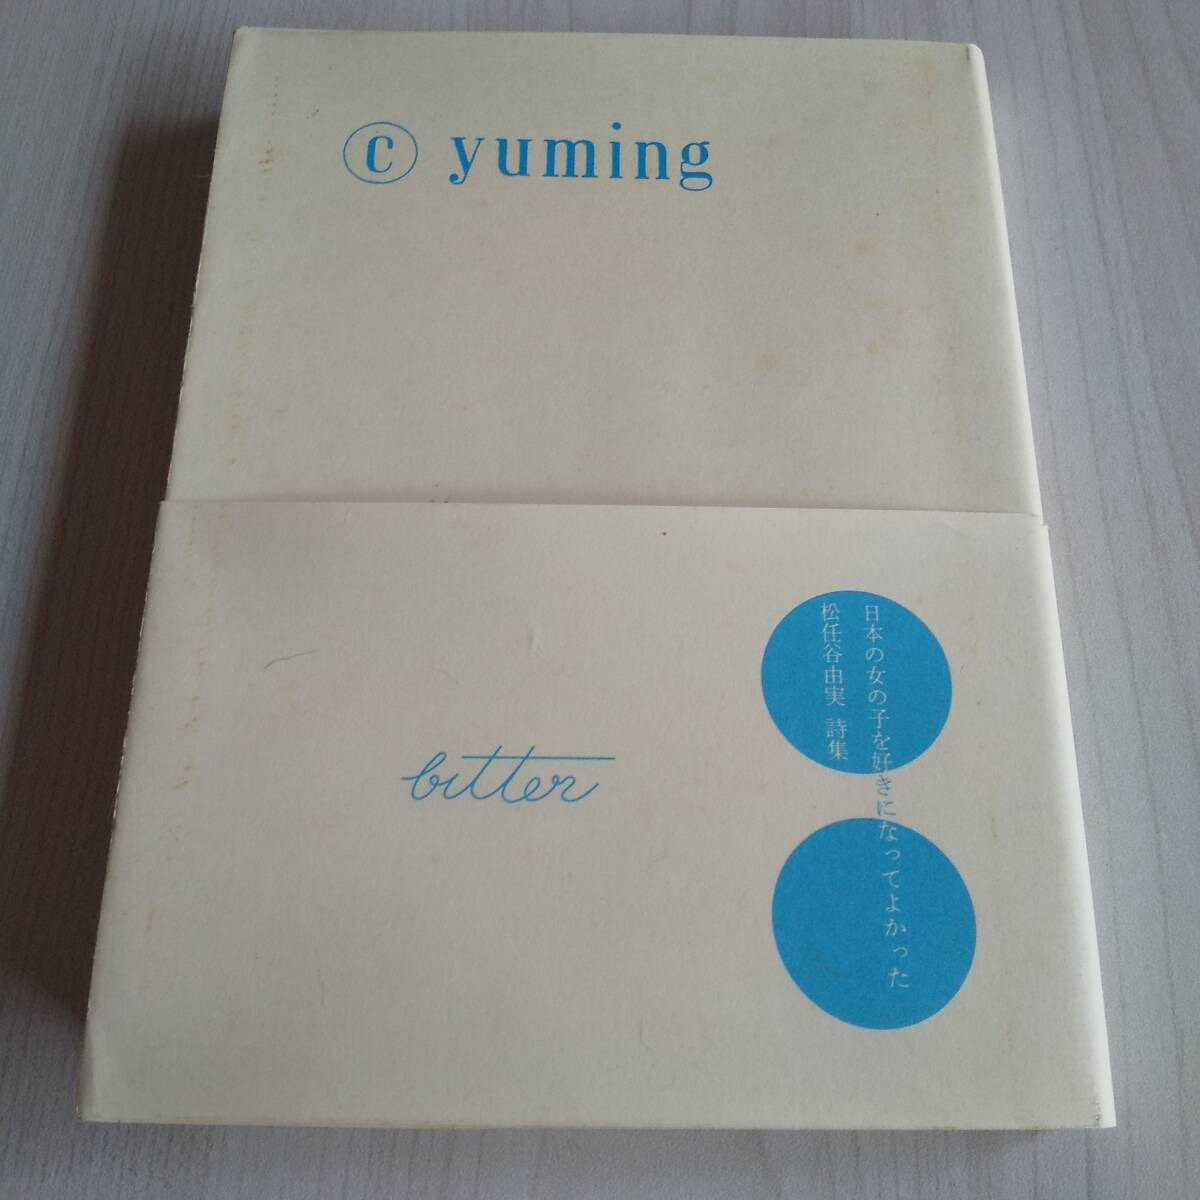 © yuming
日本の女の子を好きになってよかった
松任谷由実 詩集
bitter